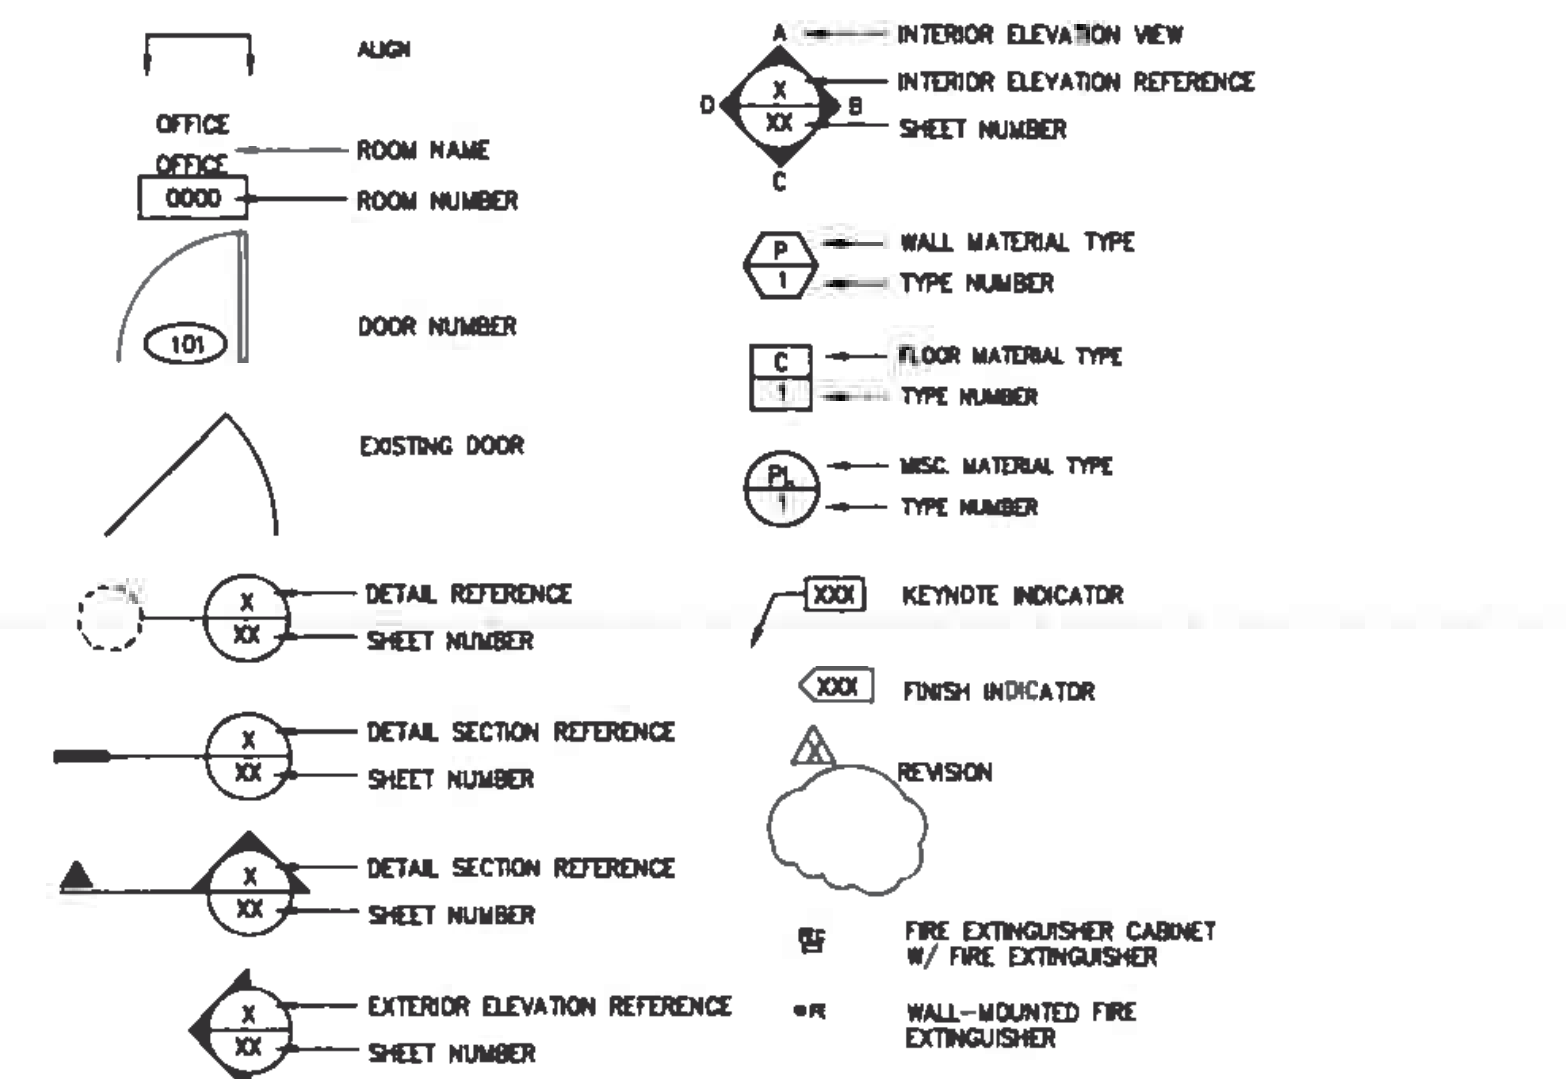 ALIGN
OFFICE
OFFICE
ROOM NAME
0000
ROOM NUMBER
101
DOOR NUMBER
EXISTING DOOR
X
DETAIL REFERENCE
XX
SHEET NUMBER
X
DETAIL SECTION REFERENCE
XX
SHEET NUMBER
X
DETAIL SECTION REFERENCE
XX
SHEET NUMBER
X
EXTERIOR ELEVATION REFERENCE
XX
SHEET NUMBER
A
INTERIOR ELEVATION VIEW
X
INTERIOR ELEVATION REFERENCE
D
B
XX
SHEET NUMBER
C
P
WALL MATERIAL TYPE
1
TYPE NUMBER
C
FLOOR MATERIAL TYPE
1
TYPE NUMBER
PL
MISC. MATERIAL TYPE
1
TYPE NUMBER
XXX
KEYNOTE INDICATOR
XXX
FINISH INDICATOR
X
REVISION
FIRE EXTINGUISHER CABINET
W/ FIRE EXTINGUISHER
FE
WALL-MOUNTED FIRE
EXTINGUISHER